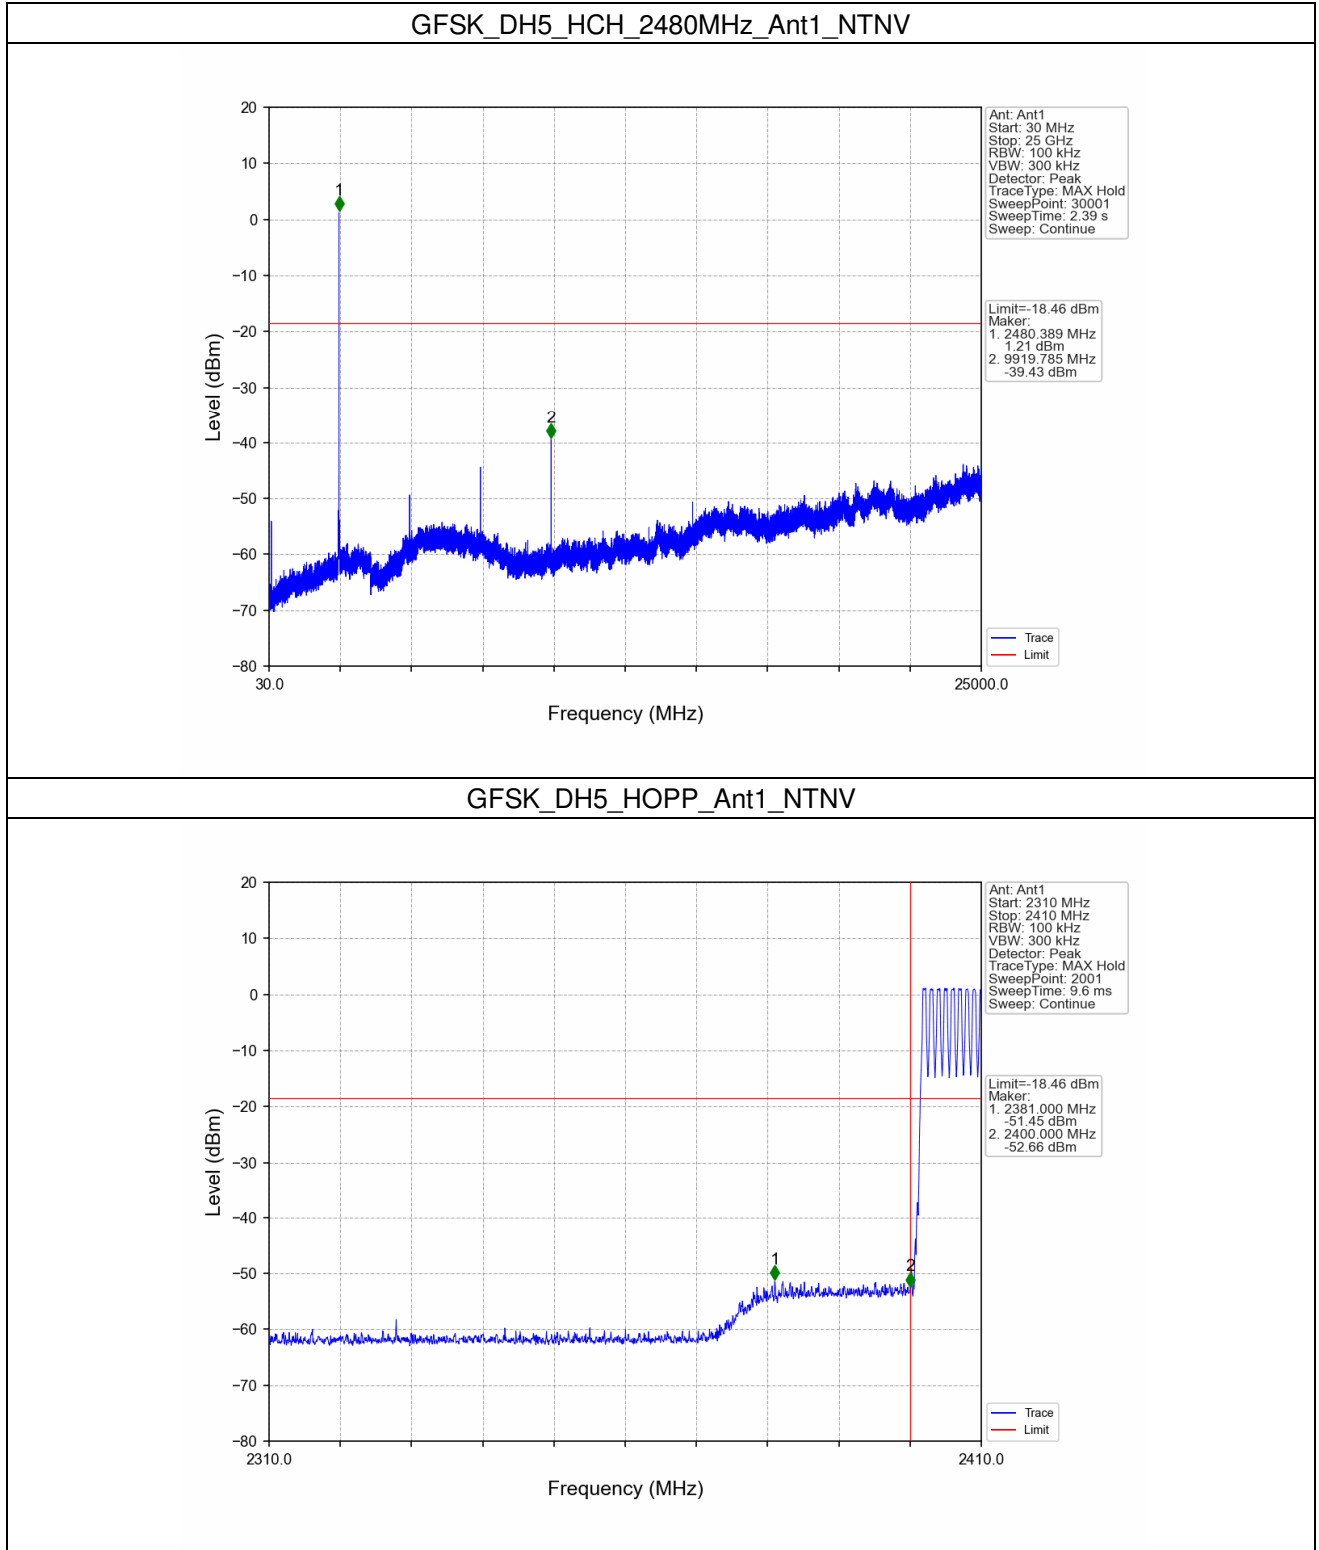 GFSK_DH5_HCH_2480MHz_Ant1_NTNV
20
10
0
−10
−20
−30
−40
−50
−60
−70
−80
Level (dBm)
1
2
30.0
25000.0
Frequency (MHz)
Ant: Ant1
Start: 30 MHz
Stop: 25 GHz
RBW: 100 kHz
VBW: 300 kHz
Detector: Peak
TraceType: MAX Hold
SweepPoint: 30001
SweepTime: 2.39 s
Sweep: Continue
Limit=-18.46 dBm
Maker:
1. 2480.389 MHz
1.21 dBm
2. 9919.785 MHz
-39.43 dBm
Trace
Limit
GFSK_DH5_HOPP_Ant1_NTNV
20
10
0
−10
−20
−30
−40
−50
−60
−70
−80
Level (dBm)
1
2
2310.0
2410.0
Frequency (MHz)
Ant: Ant1
Start: 2310 MHz
Stop: 2410 MHz
RBW: 100 kHz
VBW: 300 kHz
Detector: Peak
TraceType: MAX Hold
SweepPoint: 2001
SweepTime: 9.6 ms
Sweep: Continue
Limit=-18.46 dBm
Maker:
1. 2381.000 MHz
-51.45 dBm
2. 2400.000 MHz
-52.66 dBm
Trace
Limit